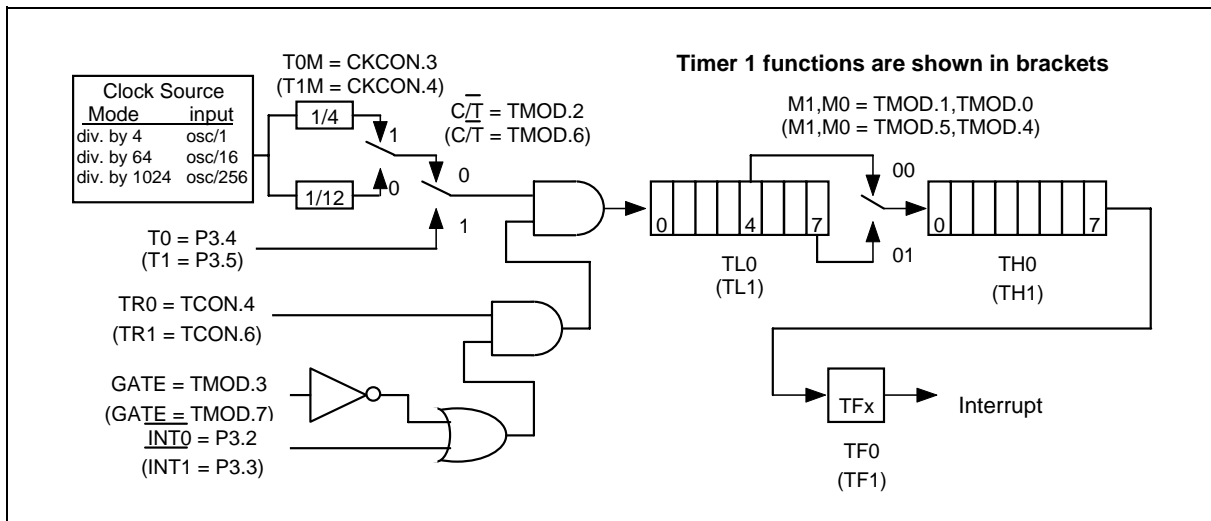 Timer 1 functions are shown in brackets
T0M = CKCON.3
(T1M = CKCON.4)
Clock Source
Mode input
div. by 4 osc/1
div. by 64 osc/16
div. by 1024 osc/256
1/4
1/12
1
0
C/T̅ = TMOD.2
(C/T̅ = TMOD.6)
0
1
M1,M0 = TMOD.1,TMOD.0
(M1,M0 = TMOD.5,TMOD.4)
00
01
0 4 7
0 7
T0 = P3.4
(T1 = P3.5)
TL0
(TL1)
TH0
(TH1)
TR0 = TCON.4
(TR1 = TCON.6)
GATE = TMOD.3
(GATE = TMOD.7)
I̅N̅T̅0̅ = P3.2
(I̅N̅T̅1̅ = P3.3)
TFx
Interrupt
TF0
(TF1)